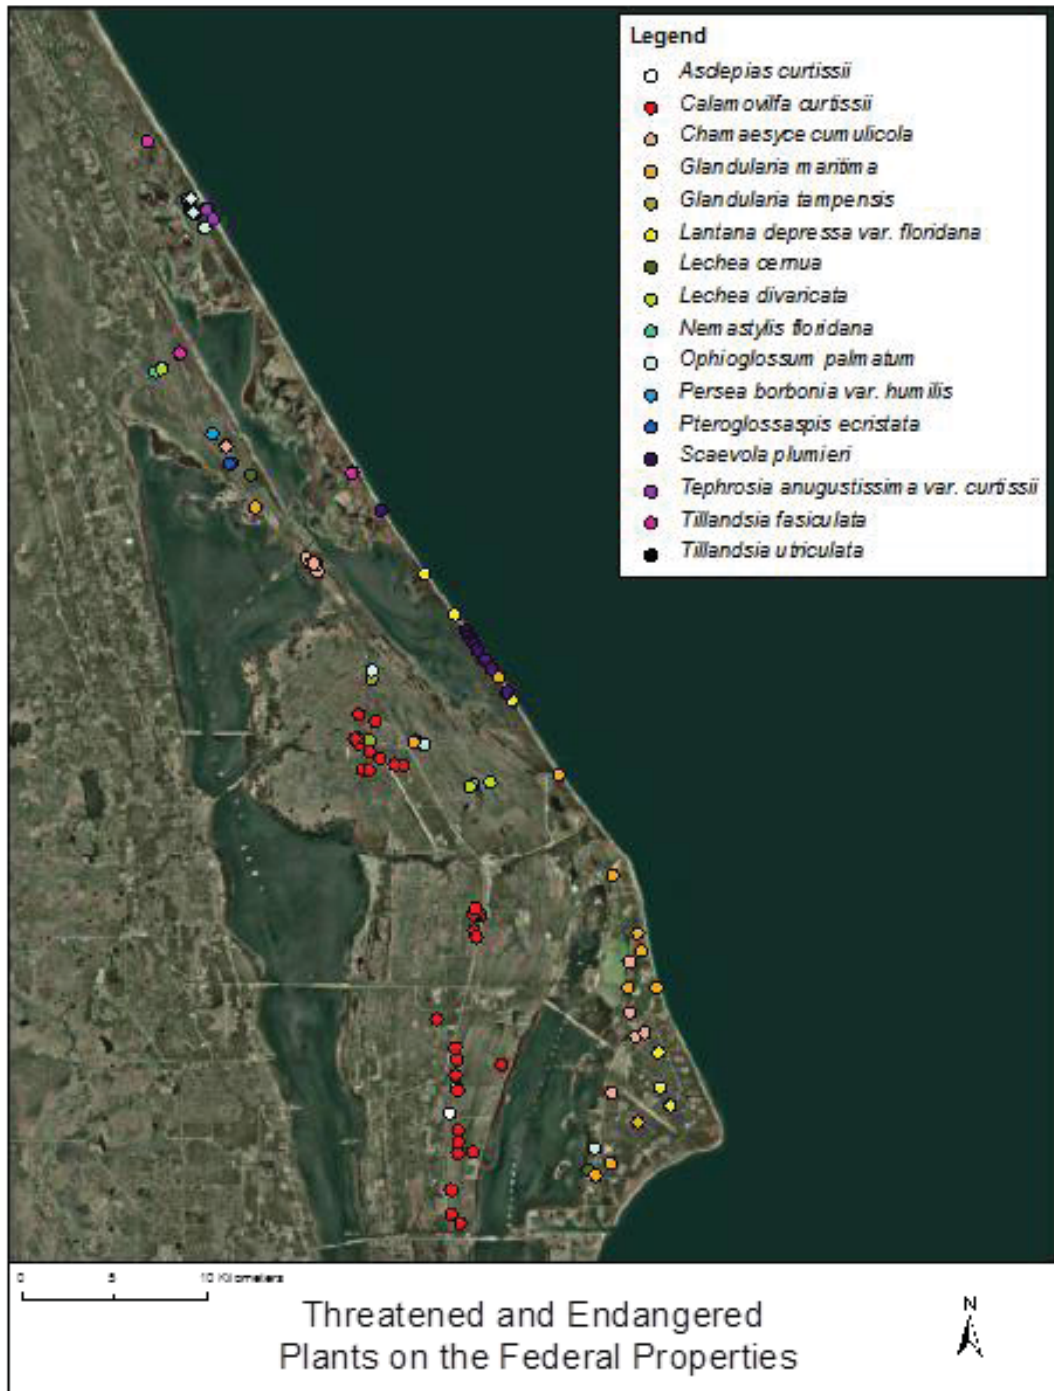 Legend
Asclepias curtissii
Calamovilfa curtissii
Chamaesyce cumulicola
Glandularia maritima
Glandularia tampensis
Lantana depressa var. floridana
Lechea cernua
Lechea divaricata
Nemastylis floridana
Ophioglossum palmatum
Persea borbonia var. humilis
Pteroglossaspis ecristata
Scaevola plumieri
Tephrosia anugustissima var. curtissii
Tillandsia fasiculata
Tillandsia utriculata
0 5 10 Kilometers
Threatened and Endangered
Plants on the Federal Properties
N